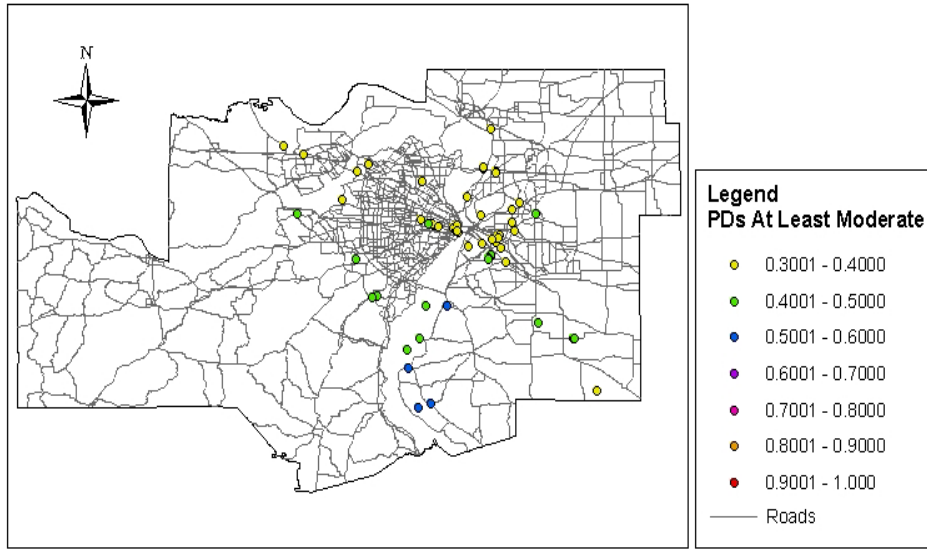 N
Legend
PDs At Least Moderate
0.3001 - 0.4000
0.4001 - 0.5000
0.5001 - 0.6000
0.6001 - 0.7000
0.7001 - 0.8000
0.8001 - 0.9000
0.9001 - 1.000
Roads